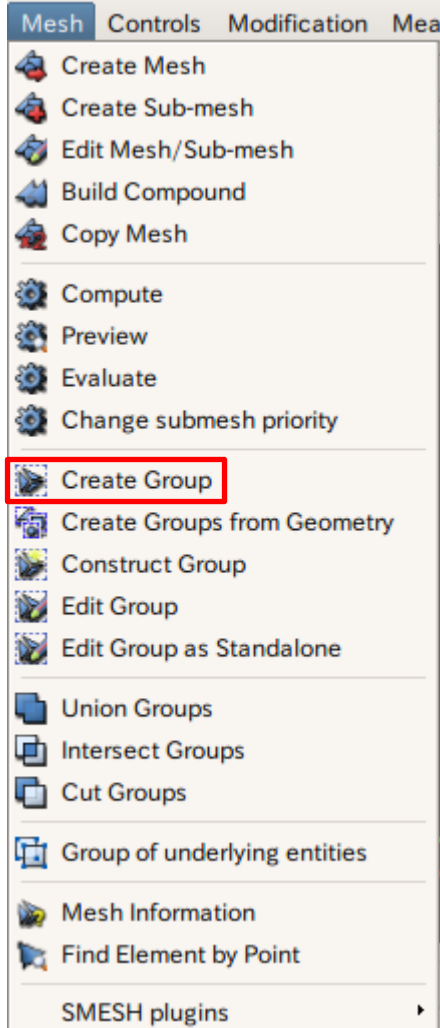 Mesh Controls Modification Mea
Create Mesh
Create Sub-mesh
Edit Mesh/Sub-mesh
Build Compound
Copy Mesh
Compute
Preview
Evaluate
Change submesh priority
Create Group
Create Groups from Geometry
Construct Group
Edit Group
Edit Group as Standalone
Union Groups
Intersect Groups
Cut Groups
Group of underlying entities
Mesh Information
Find Element by Point
SMESH plugins